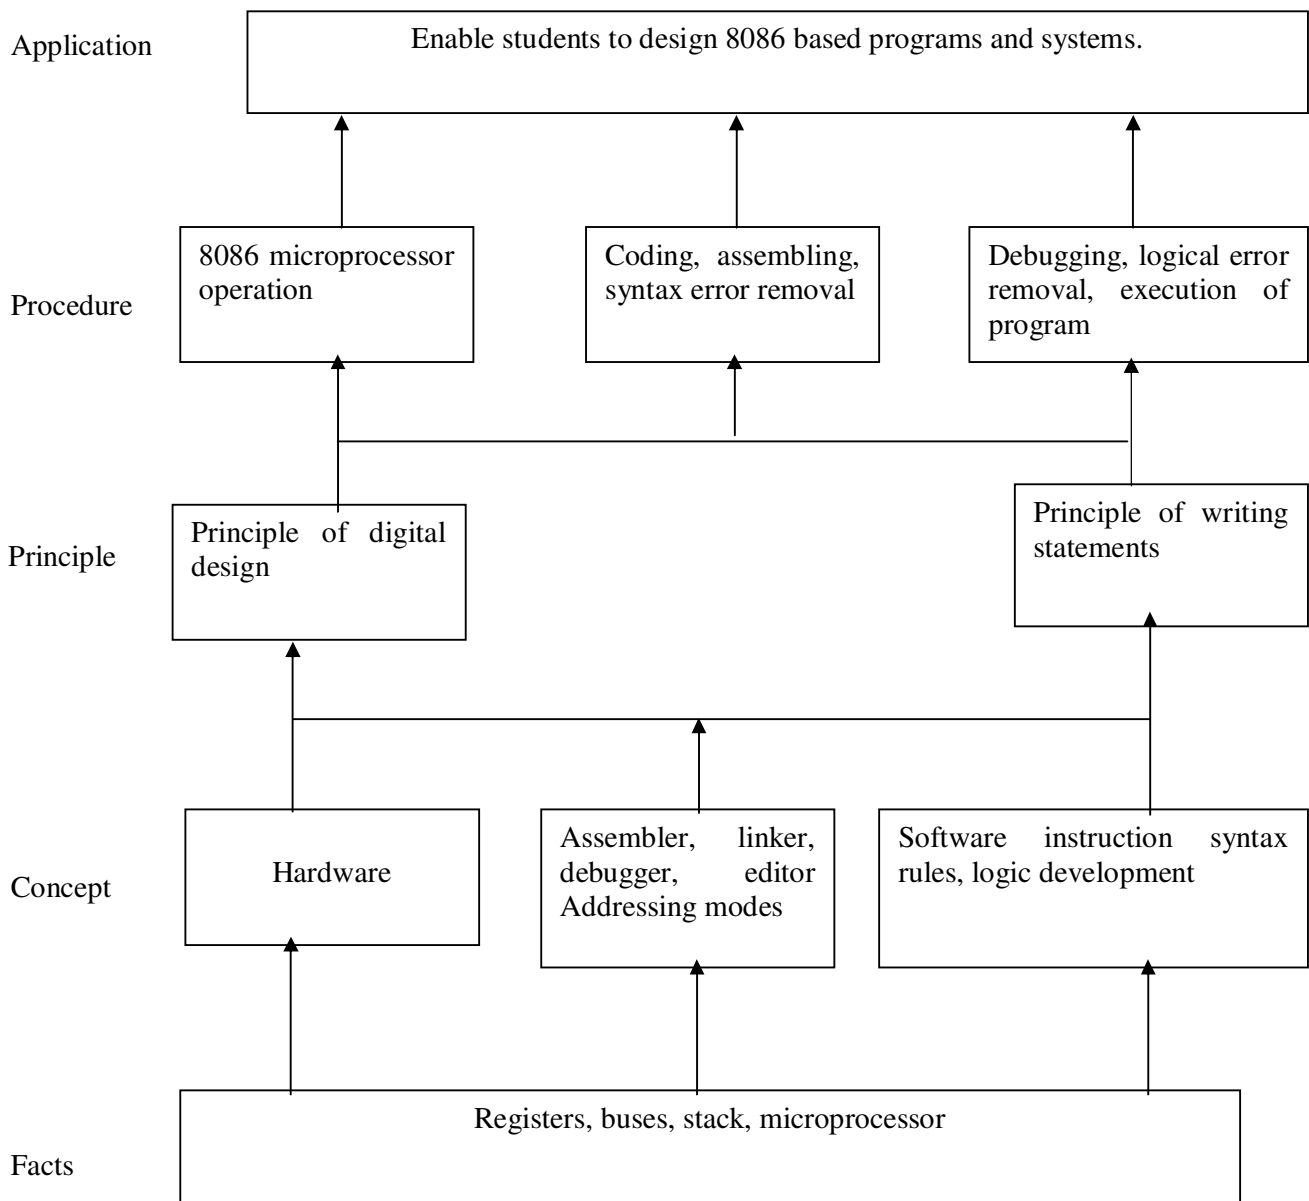 Application
Enable students to design 8086 based programs and systems.
8086 microprocessor
operation
Coding, assembling,
syntax error removal
Debugging, logical error
removal, execution of
program
Procedure
Principle of digital
design
Principle of writing
statements
Principle
Hardware
Assembler, linker,
debugger, editor
Addressing modes
Software instruction syntax
rules, logic development
Concept
Registers, buses, stack, microprocessor
Facts